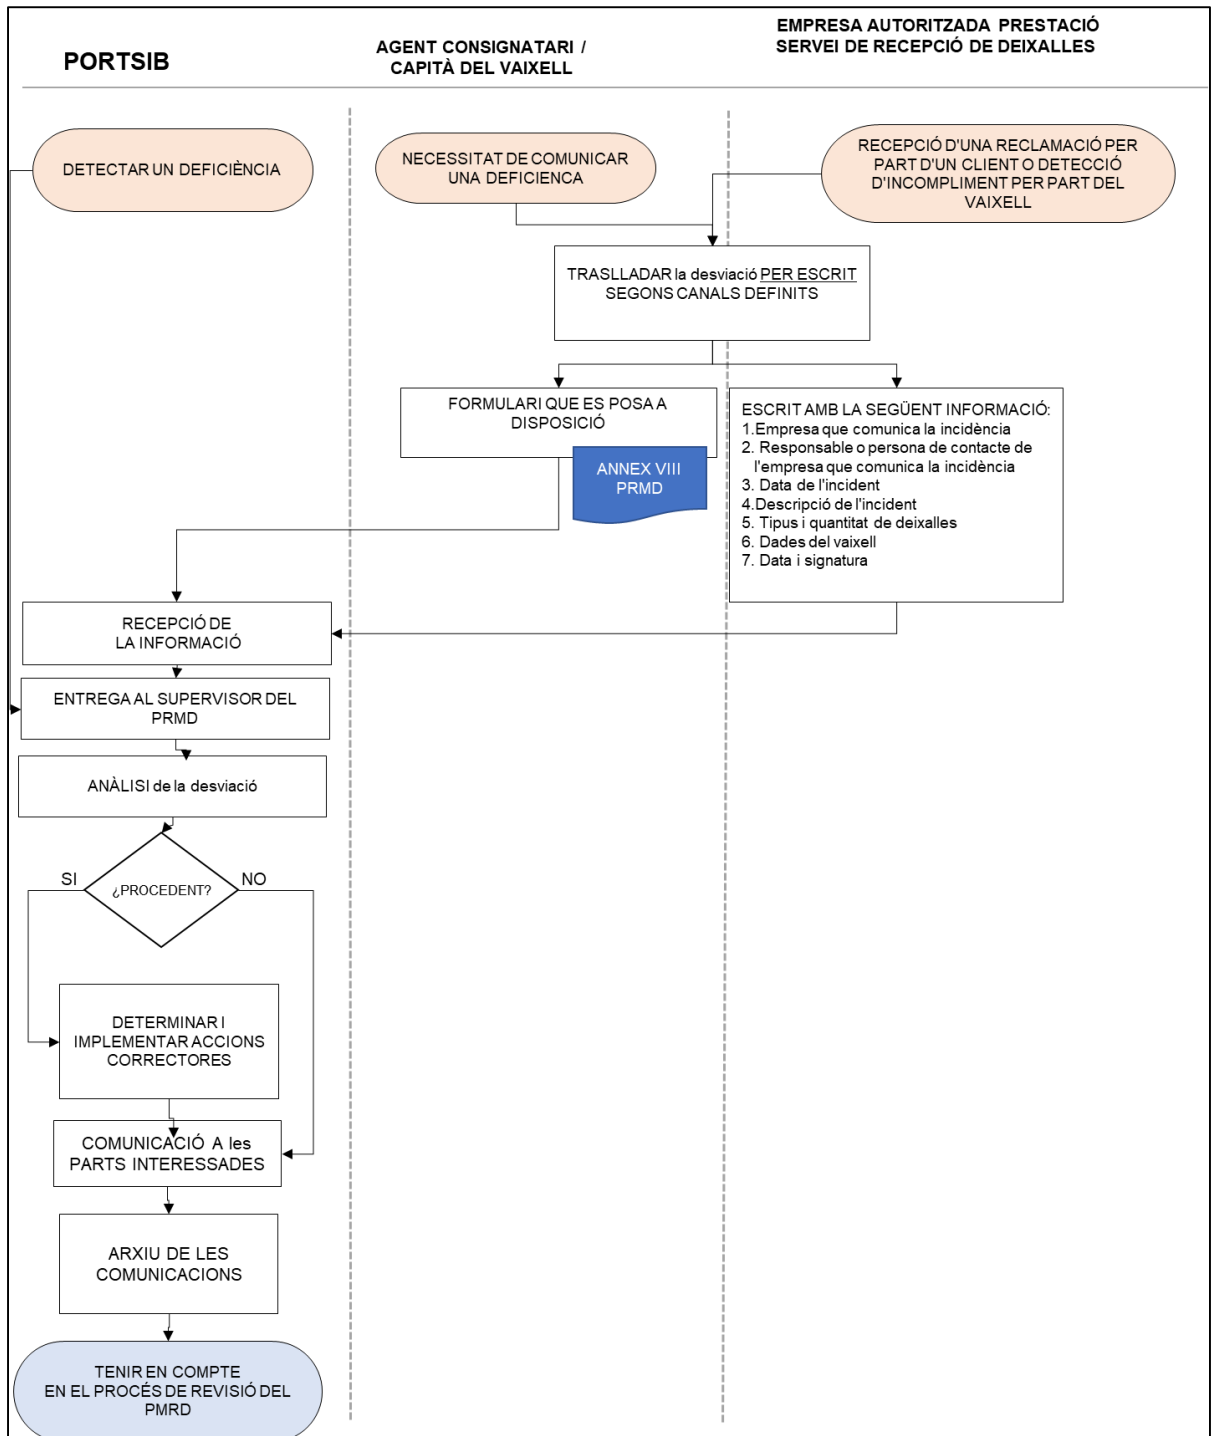 PORTSIB
AGENT CONSIGNATARI /
CAPITÀ DEL VAIXELL
EMPRESA AUTORITZADA PRESTACIÓ
SERVEI DE RECEPCIÓ DE DEIXALLES
DETECTAR UN DEFICIÈNCIA
NECESSITAT DE COMUNICAR
UNA DEFICIENCA
RECEPCIÓ D'UNA RECLAMACIÓ PER
PART D'UN CLIENT O DETECCIÓ
D'INCOMPLIMENT PER PART DEL
VAIXELL
TRASLLADAR la desviació PER ESCRIT
SEGONS CANALS DEFINITS
FORMULARI QUE ES POSA A
DISPOSICIÓ
ANNEX VIII
PRMD
ESCRIT AMB LA SEGÜENT INFORMACIÓ:
1.Empresa que comunica la incidència
2. Responsable o persona de contacte de
l'empresa que comunica la incidència
3. Data de l'incident
4.Descripció de l'incident
5. Tipus i quantitat de deixalles
6. Dades del vaixell
7. Data i signatura
RECEPCIÓ DE
LA INFORMACIÓ
ENTREGA AL SUPERVISOR DEL
PRMD
ANÀLISI de la desviació
SI
¿PROCEDENT?
NO
DETERMINAR I
IMPLEMENTAR ACCIONS
CORRECTORES
COMUNICACIÓ A les
PARTS INTERESSADES
ARXIU DE LES
COMUNICACIONS
TENIR EN COMPTE
EN EL PROCÉS DE REVISIÓ DEL
PMRD